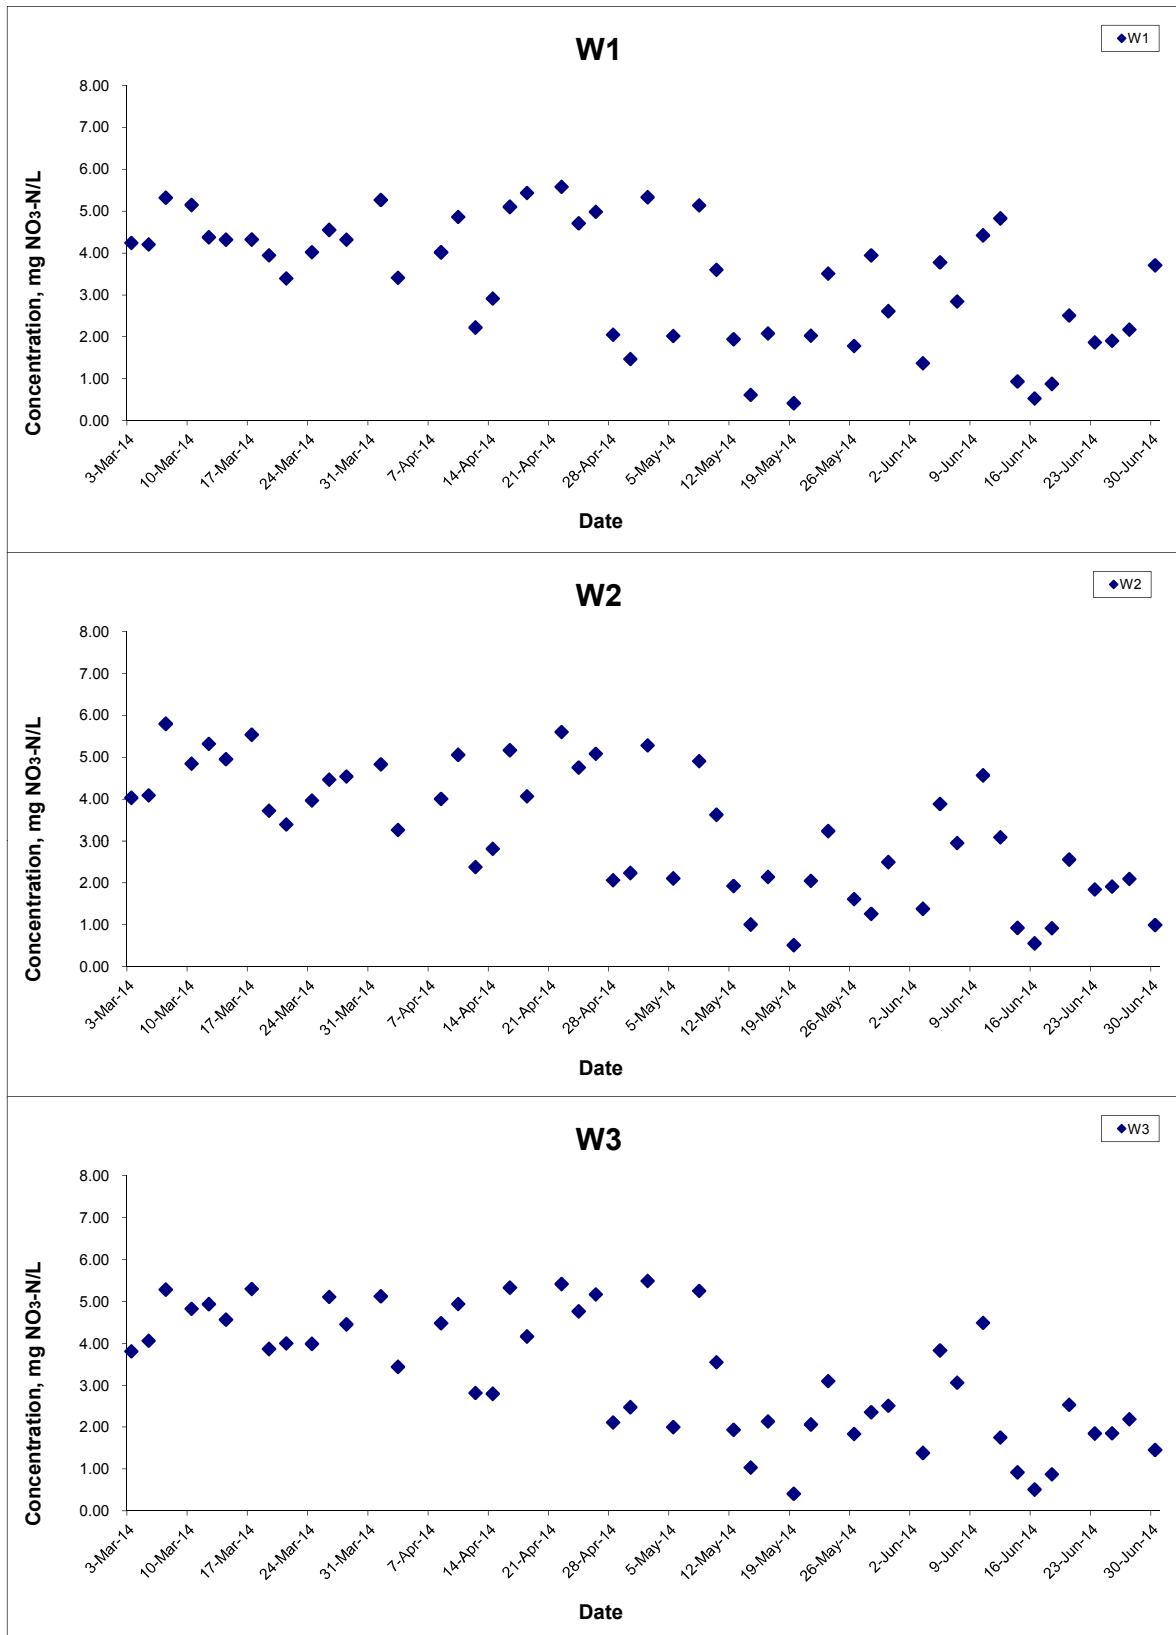 W1
W1
8.00
7.00
6.00
5.00
4.00
3.00
2.00
1.00
0.00
Concentration, mg NO3-N/L
3-Mar-14
10-Mar-14
17-Mar-14
24-Mar-14
31-Mar-14
7-Apr-14
14-Apr-14
21-Apr-14
28-Apr-14
5-May-14
12-May-14
19-May-14
26-May-14
2-Jun-14
9-Jun-14
16-Jun-14
23-Jun-14
30-Jun-14
Date
W2
W2
8.00
7.00
6.00
5.00
4.00
3.00
2.00
1.00
0.00
Concentration, mg NO3-N/L
3-Mar-14
10-Mar-14
17-Mar-14
24-Mar-14
31-Mar-14
7-Apr-14
14-Apr-14
21-Apr-14
28-Apr-14
5-May-14
12-May-14
19-May-14
26-May-14
2-Jun-14
9-Jun-14
16-Jun-14
23-Jun-14
30-Jun-14
Date
W3
W3
8.00
7.00
6.00
5.00
4.00
3.00
2.00
1.00
0.00
Concentration, mg NO3-N/L
3-Mar-14
10-Mar-14
17-Mar-14
24-Mar-14
31-Mar-14
7-Apr-14
14-Apr-14
21-Apr-14
28-Apr-14
5-May-14
12-May-14
19-May-14
26-May-14
2-Jun-14
9-Jun-14
16-Jun-14
23-Jun-14
30-Jun-14
Date